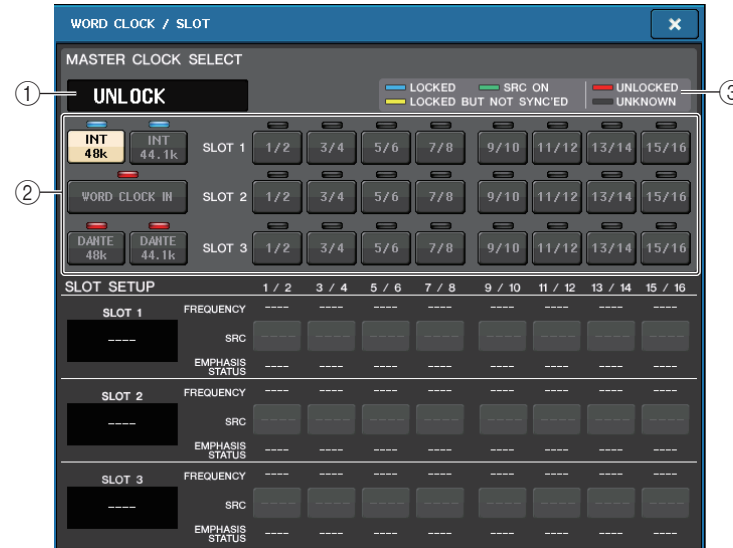 WORD CLOCK / SLOT
MASTER CLOCK SELECT
① UNLOCK LOCKED SRC ON UNLOCKED ③
LOCKED BUT NOT SYNC'ED UNKNOWN
② INT 48k INT 44.1k SLOT 1 1/2 3/4 5/6 7/8 9/10 11/12 13/14 15/16
WORD CLOCK IN SLOT 2 1/2 3/4 5/6 7/8 9/10 11/12 13/14 15/16
DANTE 48k DANTE 44.1k SLOT 3 1/2 3/4 5/6 7/8 9/10 11/12 13/14 15/16
SLOT SETUP 1 / 2 3 / 4 5 / 6 7 / 8 9 / 10 11 / 12 13 / 14 15 / 16
SLOT 1 FREQUENCY ---- ---- ---- ---- ---- ---- ---- ----
---- SRC ---- ---- ---- ---- ---- ---- ---- ----
EMPHASIS STATUS ---- ---- ---- ---- ---- ---- ---- ----
SLOT 2 FREQUENCY ---- ---- ---- ---- ---- ---- ---- ----
---- SRC ---- ---- ---- ---- ---- ---- ---- ----
EMPHASIS STATUS ---- ---- ---- ---- ---- ---- ---- ----
SLOT 3 FREQUENCY ---- ---- ---- ---- ---- ---- ---- ----
---- SRC ---- ---- ---- ---- ---- ---- ---- ----
EMPHASIS STATUS ---- ---- ---- ---- ---- ---- ---- ----